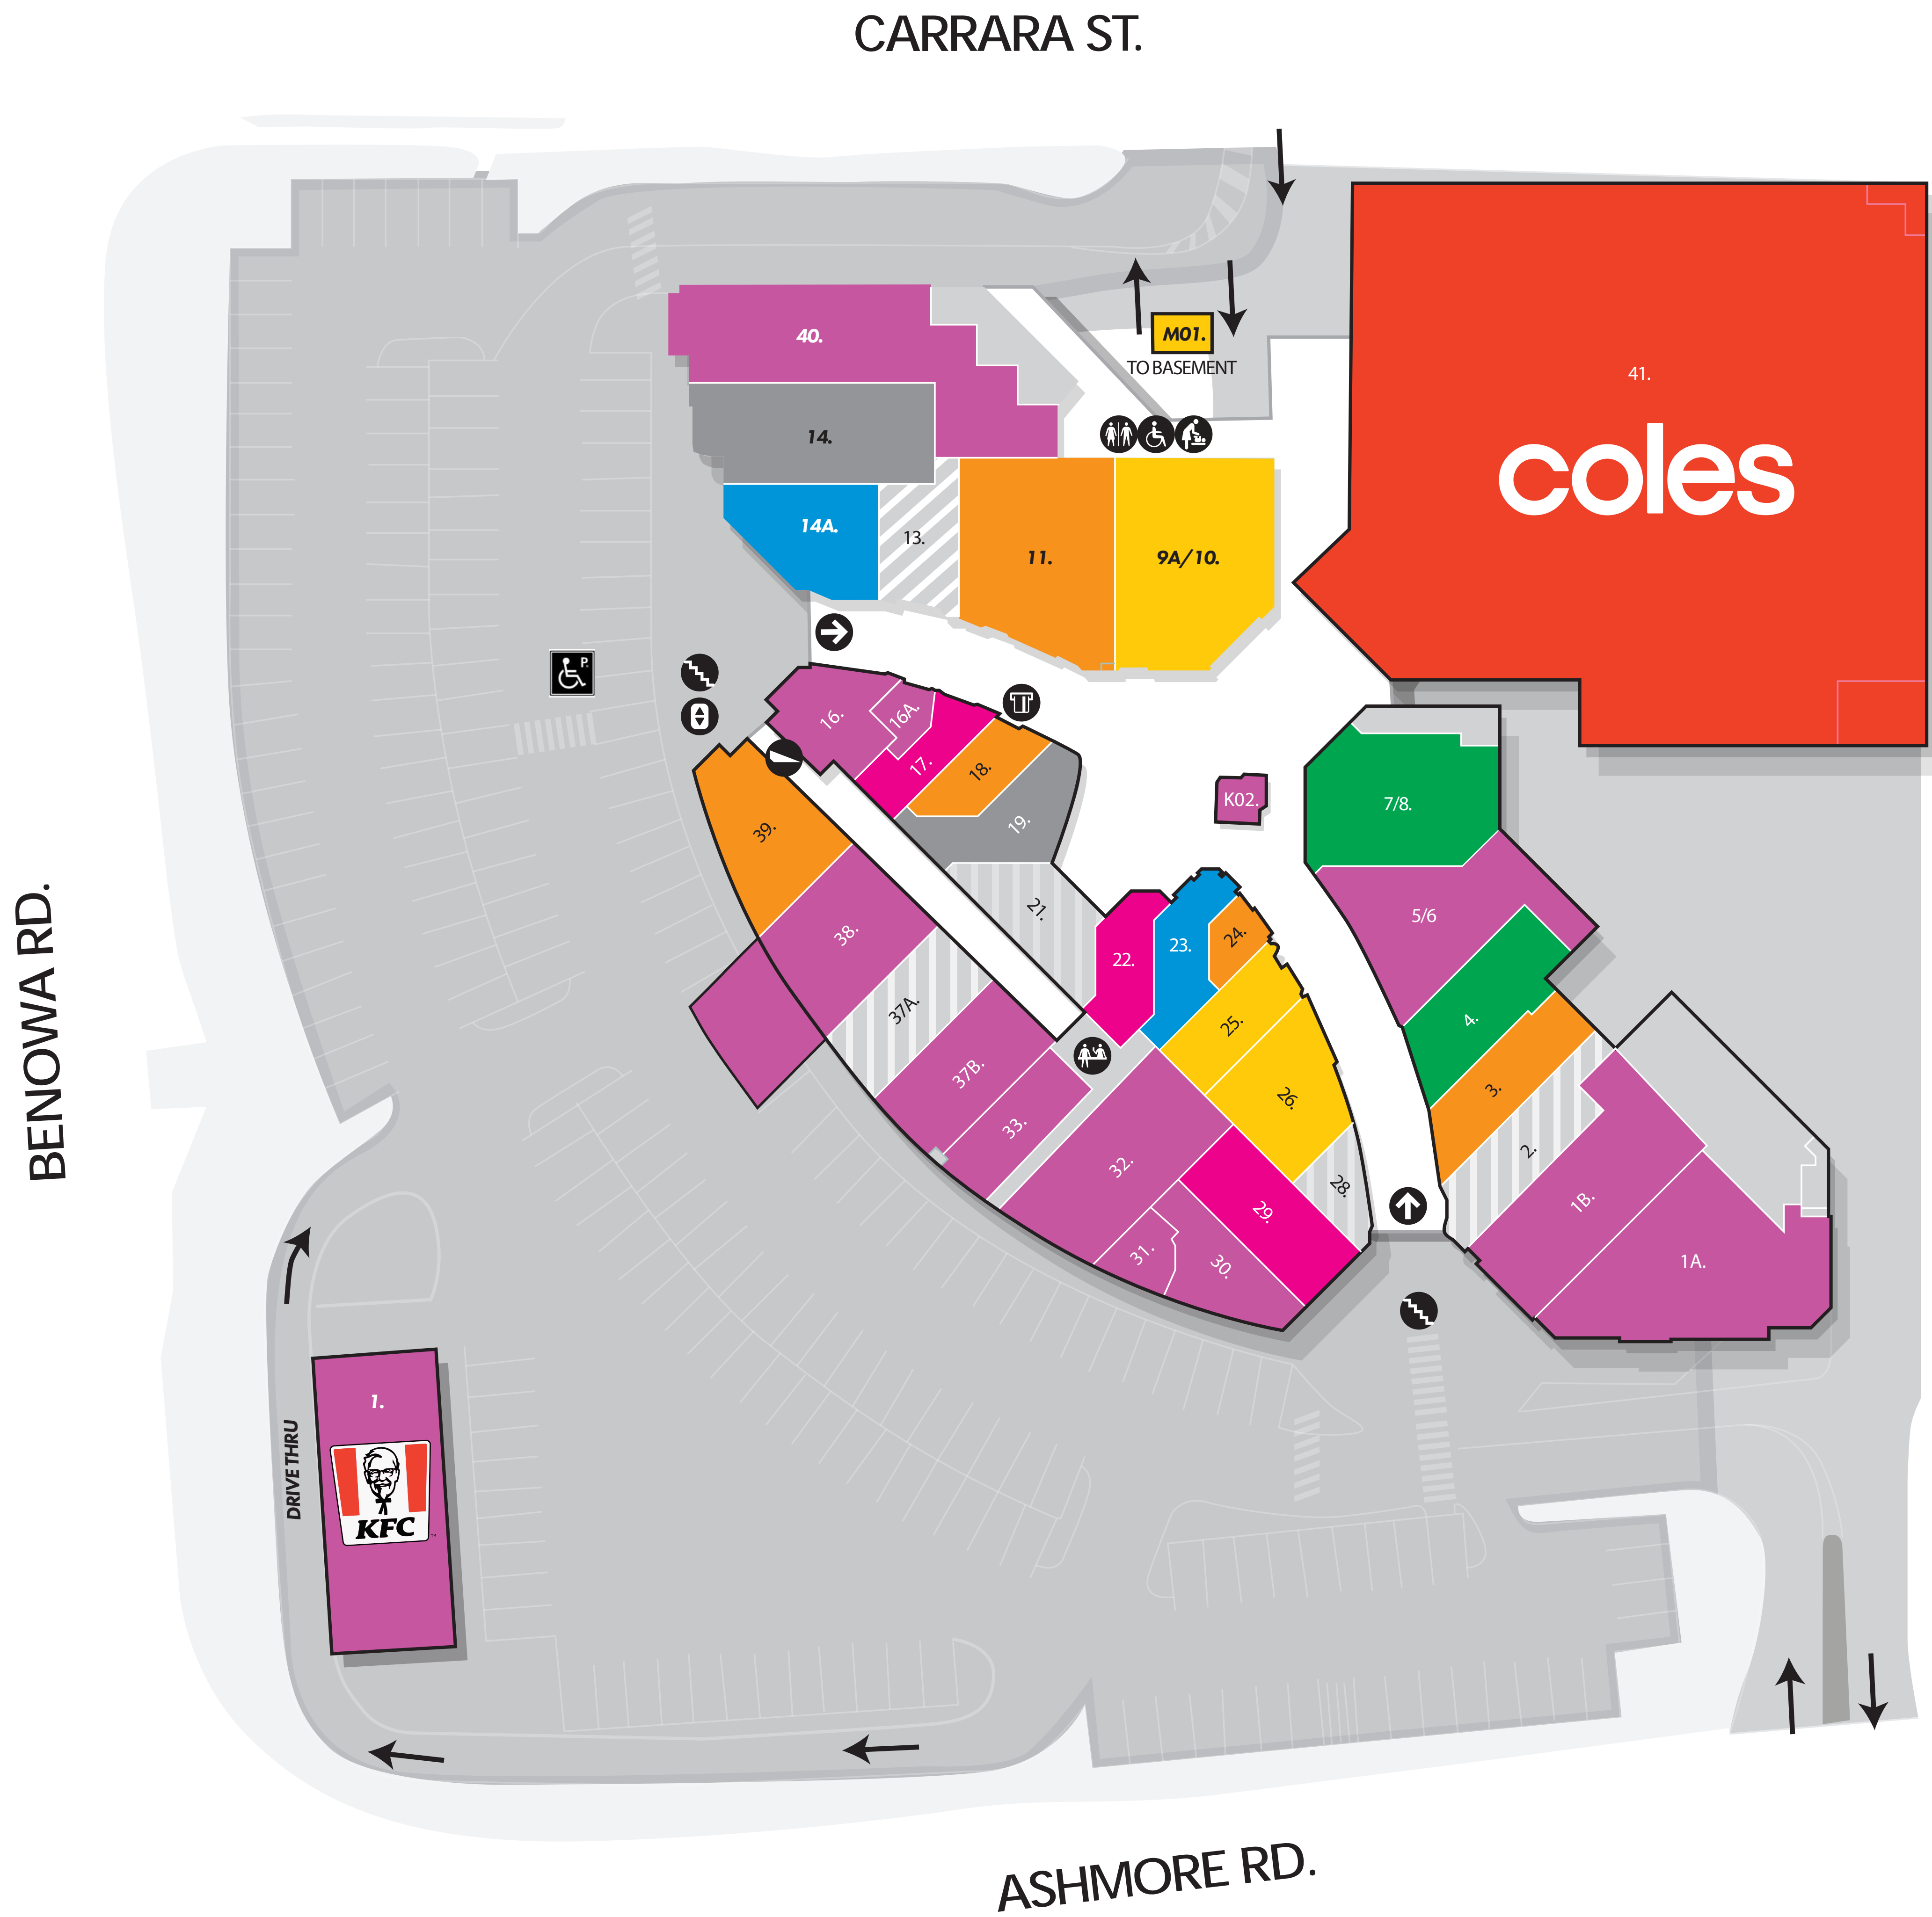 CARRARA ST.
M01.
TO BASEMENT
40.
41.
coles
14.
14A.
13.
11.
9A/10.
P.
16.
16A.
17.
18.
19.
K02.
7/8.
39.
38.
21.
22.
23.
24.
5/6
4.
3.
2.
37A.
37B.
33.
25.
26.
28.
32.
29.
31.
30.
1B.
1A.
BENOWA RD.
DRIVE THRU
1.
KFC
ASHMORE RD.